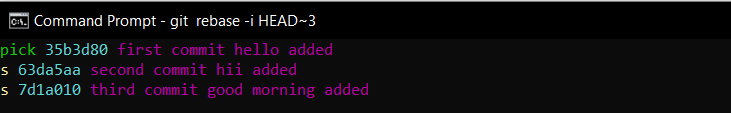 Command Prompt - git rebase -i HEAD~3
pick 35b3d80 first commit hello added
s 63da5aa second commit hii added
s 7d1a010 third commit good morning added